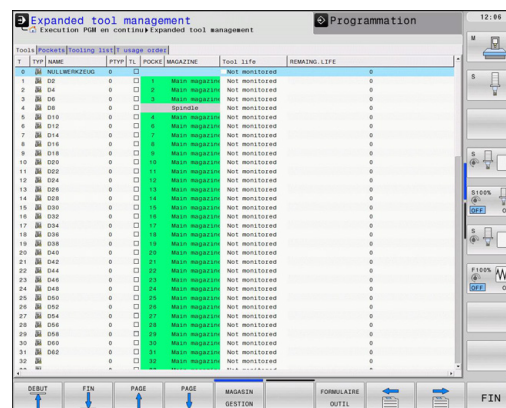 Expanded tool management
Programmation
12:06
Execution PGM en continu Expanded tool management
Tools Pockets Tooling list T usage order
T TYP NAME PTYP TL POCKE MAGAZINE Tool life REMAING.LIFE
0 NULLWERKZEUG 0 Not monitored 0
1 D2 0 1 Main magazine Not monitored 0
2 D4 0 2 Main magazine Not monitored 0
3 D6 0 3 Main magazine Not monitored 0
4 D8 0 Spindle Not monitored 0
5 D10 0 4 Main magazine Not monitored 0
6 D12 0 6 Main magazine Not monitored 0
7 D14 0 7 Main magazine Not monitored 0
8 D16 0 8 Main magazine Not monitored 0
9 D18 0 9 Main magazine Not monitored 0
10 D20 0 10 Main magazine Not monitored 0
11 D22 0 11 Main magazine Not monitored 0
12 D24 0 12 Main magazine Not monitored 0
13 D26 0 13 Main magazine Not monitored 0
14 D28 0 14 Main magazine Not monitored 0
15 D30 0 15 Main magazine Not monitored 0
16 D32 0 16 Main magazine Not monitored 0
17 D34 0 17 Main magazine Not monitored 0
18 D36 0 18 Main magazine Not monitored 0
19 D38 0 19 Main magazine Not monitored 0
20 D40 0 20 Main magazine Not monitored 0
21 D42 0 21 Main magazine Not monitored 0
22 D44 0 22 Main magazine Not monitored 0
23 D46 0 23 Main magazine Not monitored 0
24 D48 0 24 Main magazine Not monitored 0
25 D50 0 25 Main magazine Not monitored 0
26 D52 0 26 Main magazine Not monitored 0
27 D54 0 27 Main magazine Not monitored 0
28 D56 0 28 Main magazine Not monitored 0
29 D58 0 29 Main magazine Not monitored 0
30 D60 0 30 Main magazine Not monitored 0
31 D62 0 31 Main magazine Not monitored 0
32 0 32 Main magazine Not monitored 0
M
S
S
S100%
OFF
S
F100%
OFF
DEBUT
FIN
PAGE
PAGE
MAGASIN GESTION
FORMULAIRE OUTIL
FIN